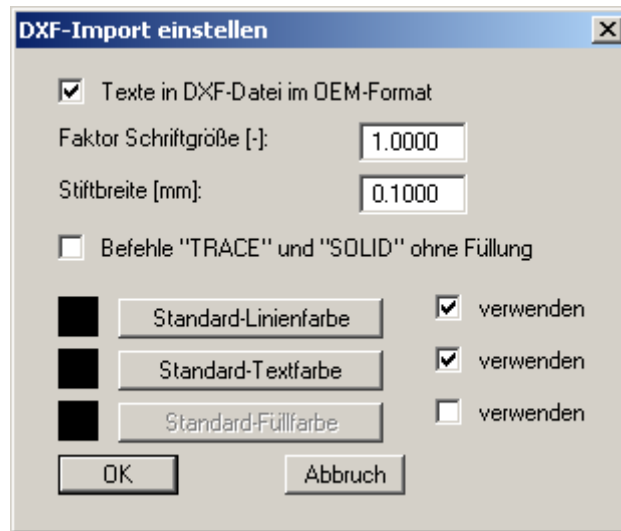 DXF-Import einstellen
Texte in DXF-Datei im OEM-Format
Faktor Schriftgröße [-]: 1.0000
Stiftbreite [mm]: 0.1000
Befehle "TRACE" und "SOLID" ohne Füllung
Standard-Linienfarbe verwenden
Standard-Textfarbe verwenden
Standard-Füllfarbe verwenden
OK Abbruch